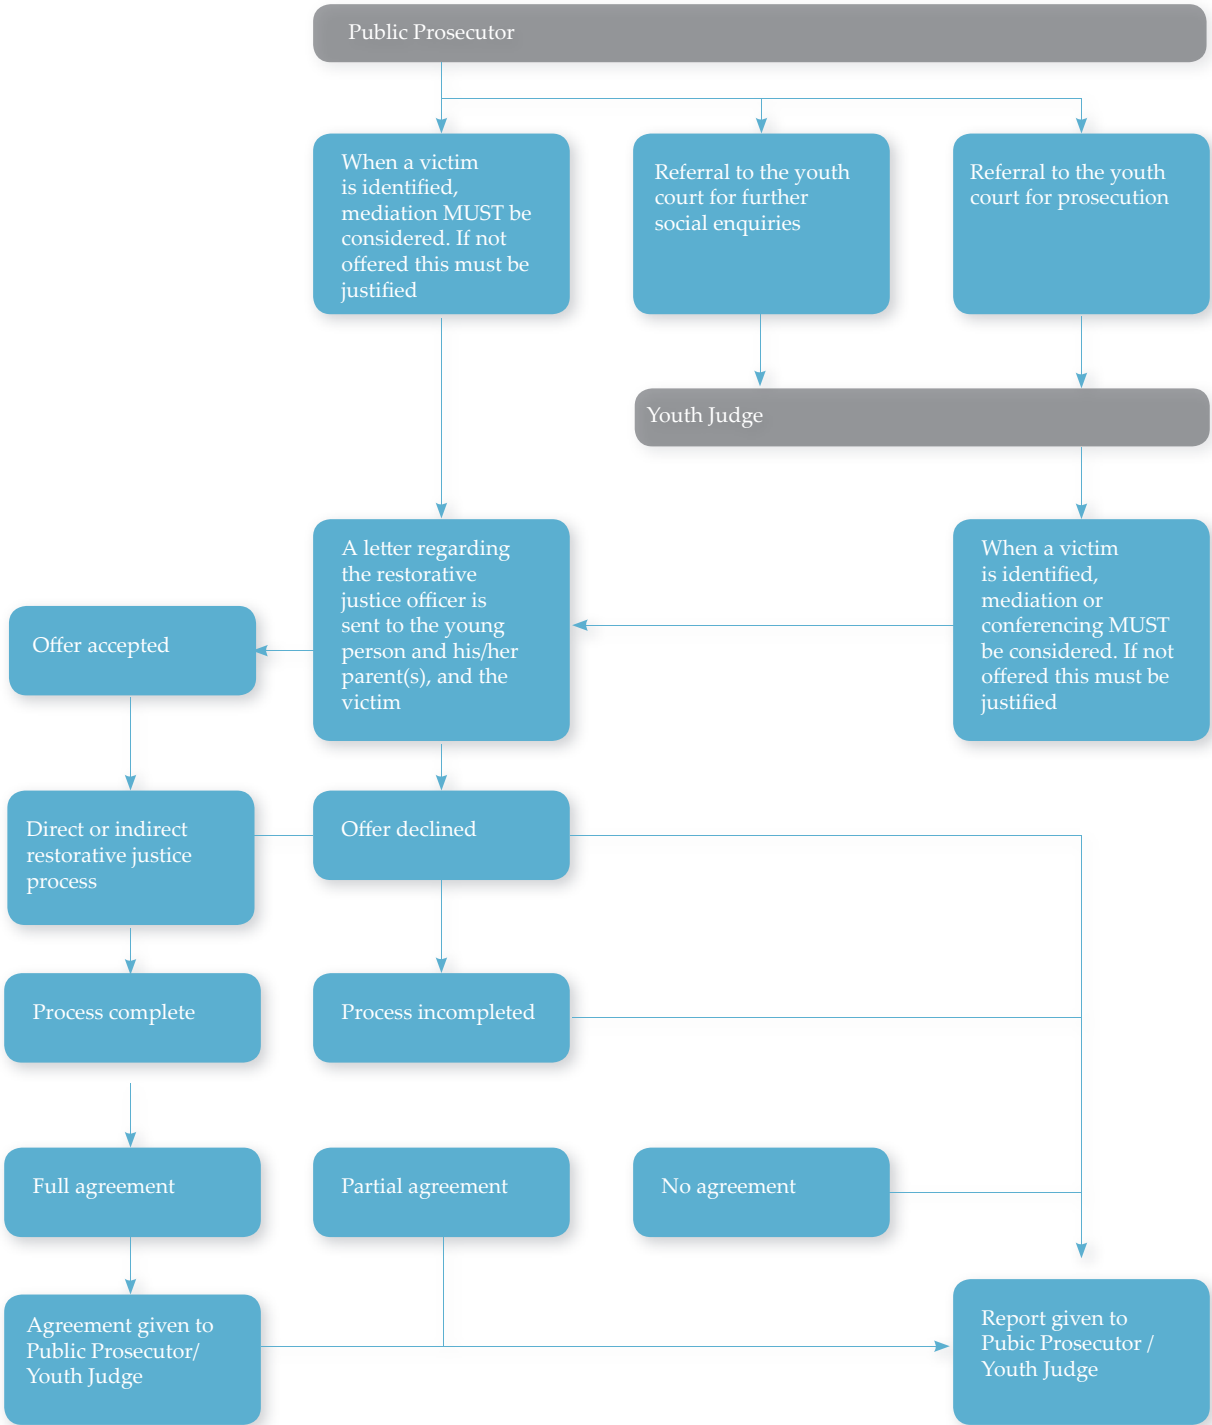 Public Prosecutor
When a victim
is identified,
mediation MUST be
considered. If not
offered this must be
justified
Referral to the youth
court for further
social enquiries
Referral to the youth
court for prosecution
Youth Judge
A letter regarding
the restorative
justice officer is
sent to the young
person and his/her
parent(s), and the
victim
When a victim
is identified,
mediation or
conferencing MUST
be considered. If not
offered this must be
justified
Offer accepted
Direct or indirect
restorative justice
process
Offer declined
Process complete
Process incompleted
Full agreement
Partial agreement
No agreement
Agreement given to
Public Prosecutor/
Youth Judge
Report given to
Pubic Prosecutor /
Youth Judge